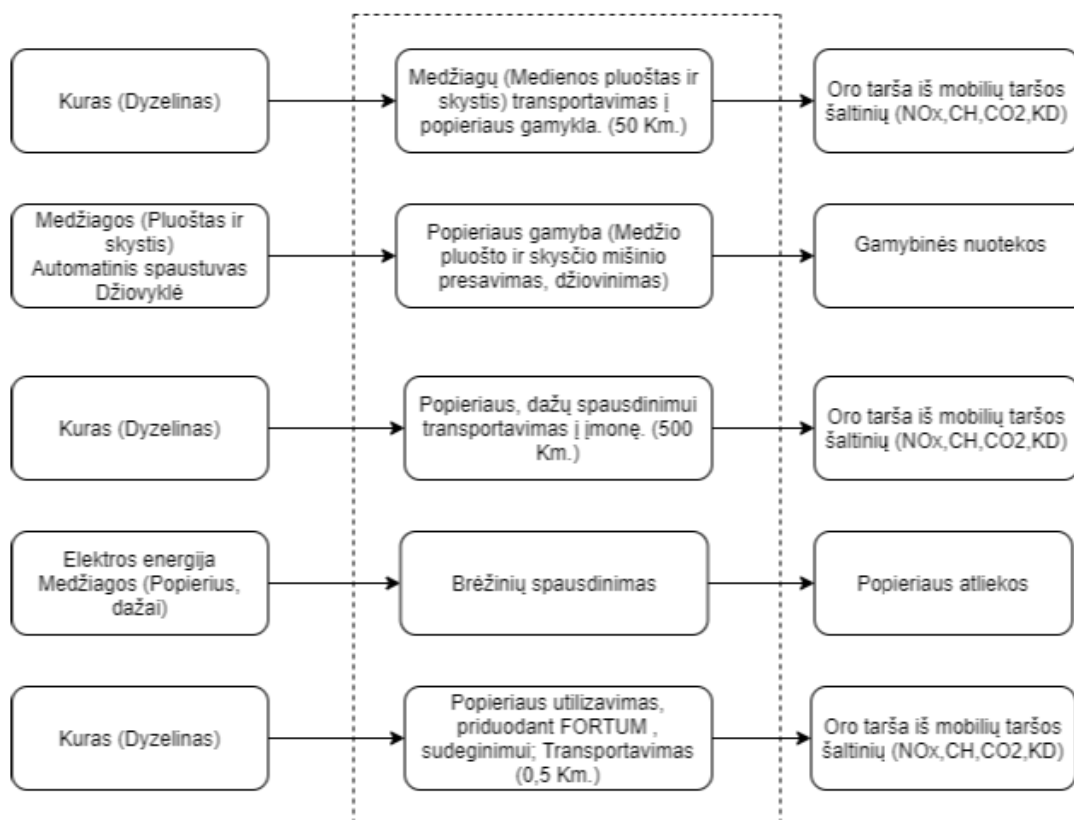 Kuras (Dyzelinas)
Medžiagų (Medienos pluoštas ir
skystis) transportavimas į
popieriaus gamykla. (50 Km.)
Oro tarša iš mobilių taršos
šaltinių (NOx,CH,CO2,KD)
Medžiagos (Pluoštas ir
skystis)
Automatinis spaustuvas
Džiovyklė
Popieriaus gamyba (Medžio
pluošto ir skysčio mišinio
presavimas, džiovinimas)
Gamybinės nuotekos
Kuras (Dyzelinas)
Popieriaus, dažų spausdinimui
transportavimas į įmonę. (500
Km.)
Oro tarša iš mobilių taršos
šaltinių (NOx,CH,CO2,KD)
Elektros energija
Medžiagos (Popierius,
dažai)
Brėžinių spausdinimas
Popieriaus atliekos
Kuras (Dyzelinas)
Popieriaus utilizavimas,
priduodant FORTUM ,
sudeginimui; Transportavimas
(0,5 Km.)
Oro tarša iš mobilių taršos
šaltinių (NOx,CH,CO2,KD)